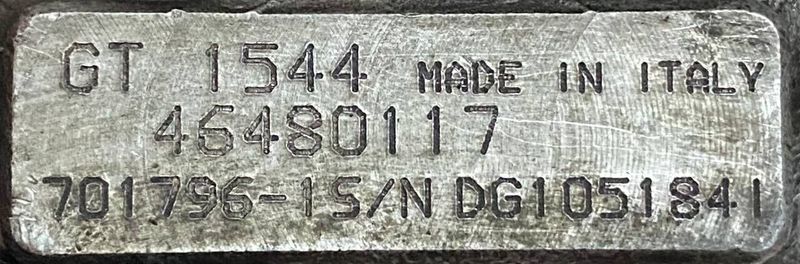 GT 1544 MADE IN ITALY
46480117
701796-1S/N DG1051841